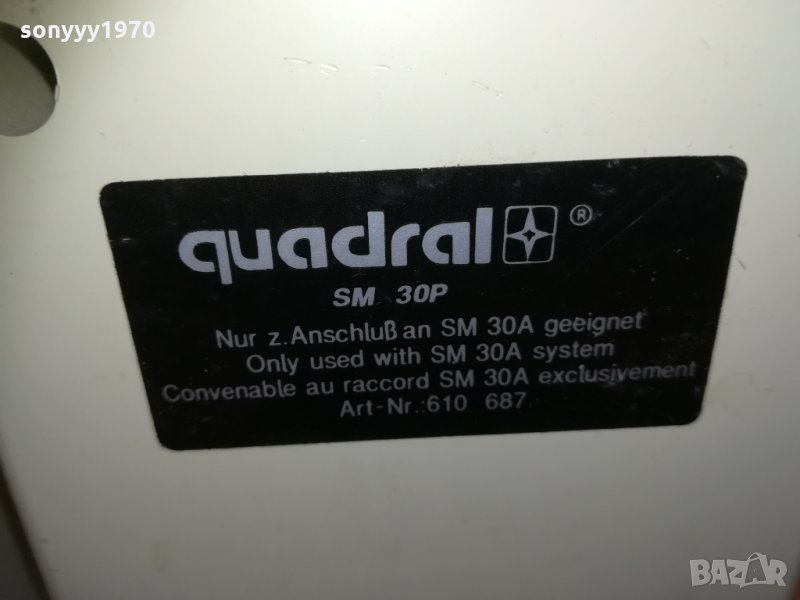 sonyyy1970
quadral ®
SM 30P
Nur z.Anschluß an SM 30A geeignet
Only used with SM 30A system
Convenable au raccord SM 30A exclusivement
Art-Nr.:610 687
BAZAR